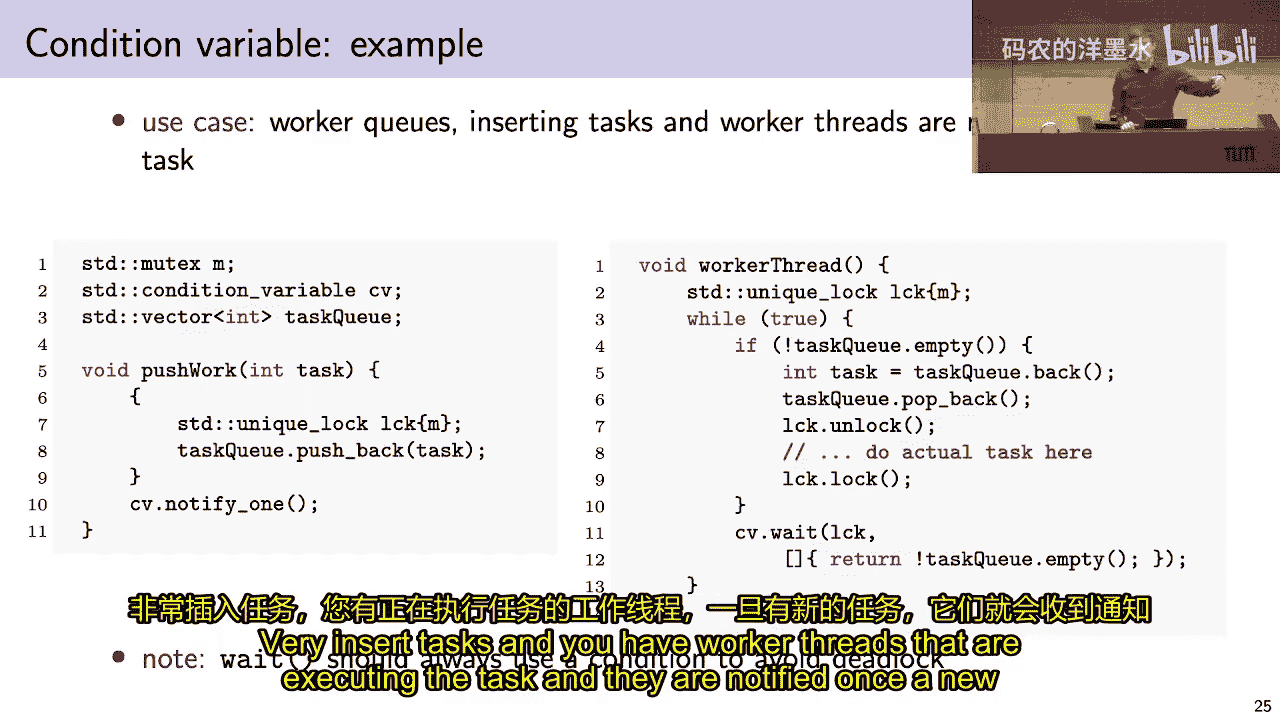 Condition variable: example
码农的洋墨水 bilibili
• use case: worker queues, inserting tasks and worker threads are
task
1 std::mutex m;
2 std::condition_variable cv;
3 std::vector<int> taskQueue;
4
5 void pushWork(int task) {
6 {
7 std::unique_lock lck{m};
8 taskQueue.push_back(task);
9 }
10 cv.notify_one();
11 }
1 void workerThread() {
2 std::unique_lock lck{m};
3 while (true) {
4 if (!taskQueue.empty()) {
5 int task = taskQueue.back();
6 taskQueue.pop_back();
7 lck.unlock();
8 // ... do actual task here
9 lck.lock();
10 }
11 cv.wait(lck,
12 []{ return !taskQueue.empty(); });
13 }
非常插入任务，您有正在执行任务的工作线程，一旦有新的任务，它们就会收到通知
Very insert tasks and you have worker threads that are
executing the task and they are notified once a new
• note: wait() should always use a condition to avoid deadlock
25